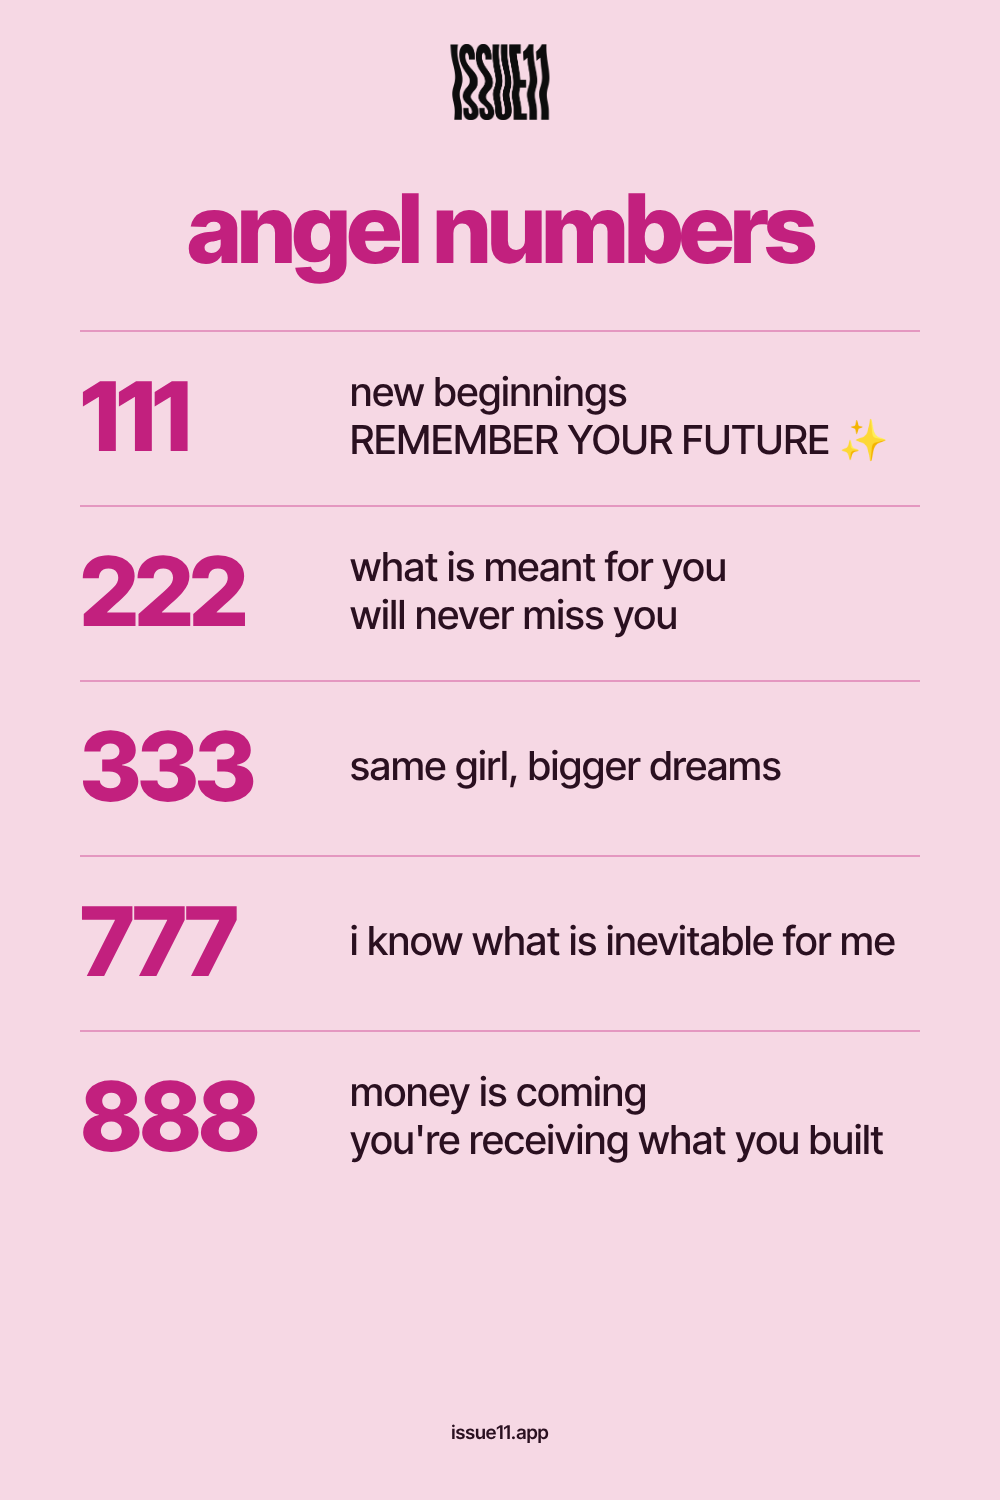 ISSUE11
angel numbers
111
new beginnings
REMEMBER YOUR FUTURE ✨
222
what is meant for you
will never miss you
333
same girl, bigger dreams
777
i know what is inevitable for me
888
money is coming
you're receiving what you built
issue11.app